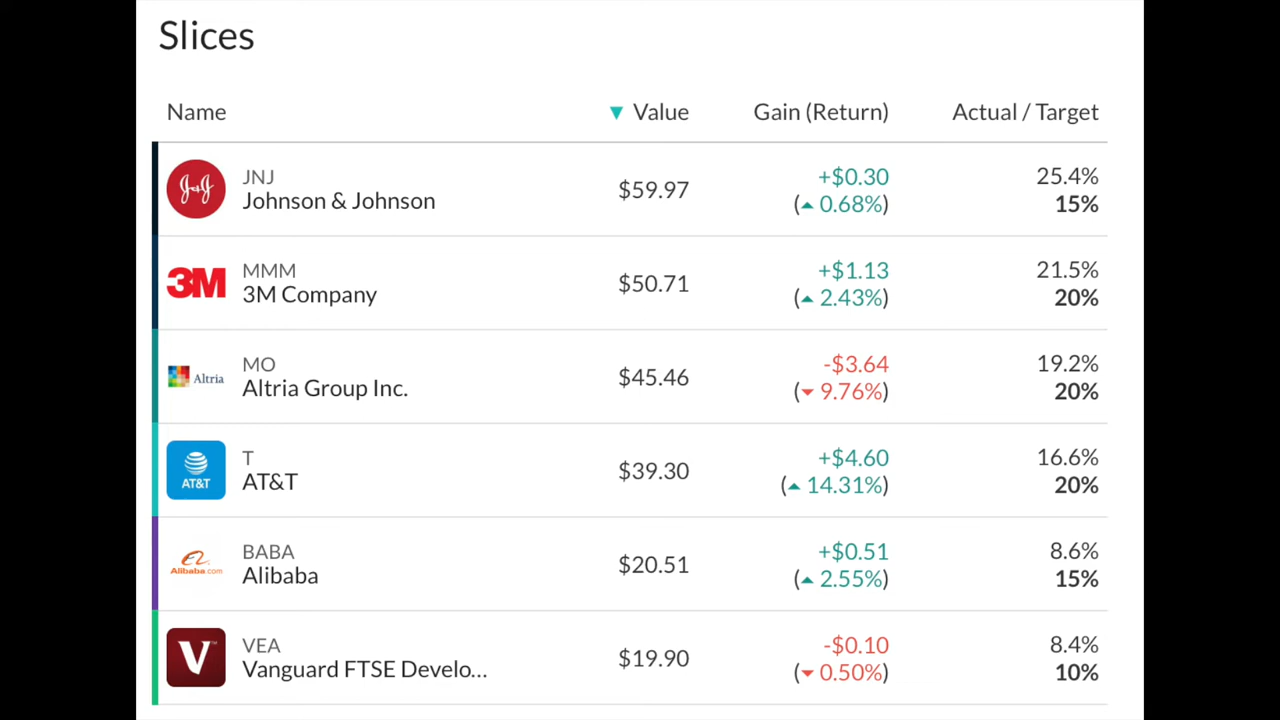 Slices
Name ▼ Value Gain (Return) Actual / Target
J&J
JNJ
Johnson & Johnson
$59.97
+$0.30
(▲ 0.68%)
25.4%
15%
3M
MMM
3M Company
$50.71
+$1.13
(▲ 2.43%)
21.5%
20%
Altria
MO
Altria Group Inc.
$45.46
-$3.64
(▼ 9.76%)
19.2%
20%
AT&T
T
AT&T
$39.30
+$4.60
(▲ 14.31%)
16.6%
20%
Alibaba.com
BABA
Alibaba
$20.51
+$0.51
(▲ 2.55%)
8.6%
15%
V™
VEA
Vanguard FTSE Develo...
$19.90
-$0.10
(▼ 0.50%)
8.4%
10%